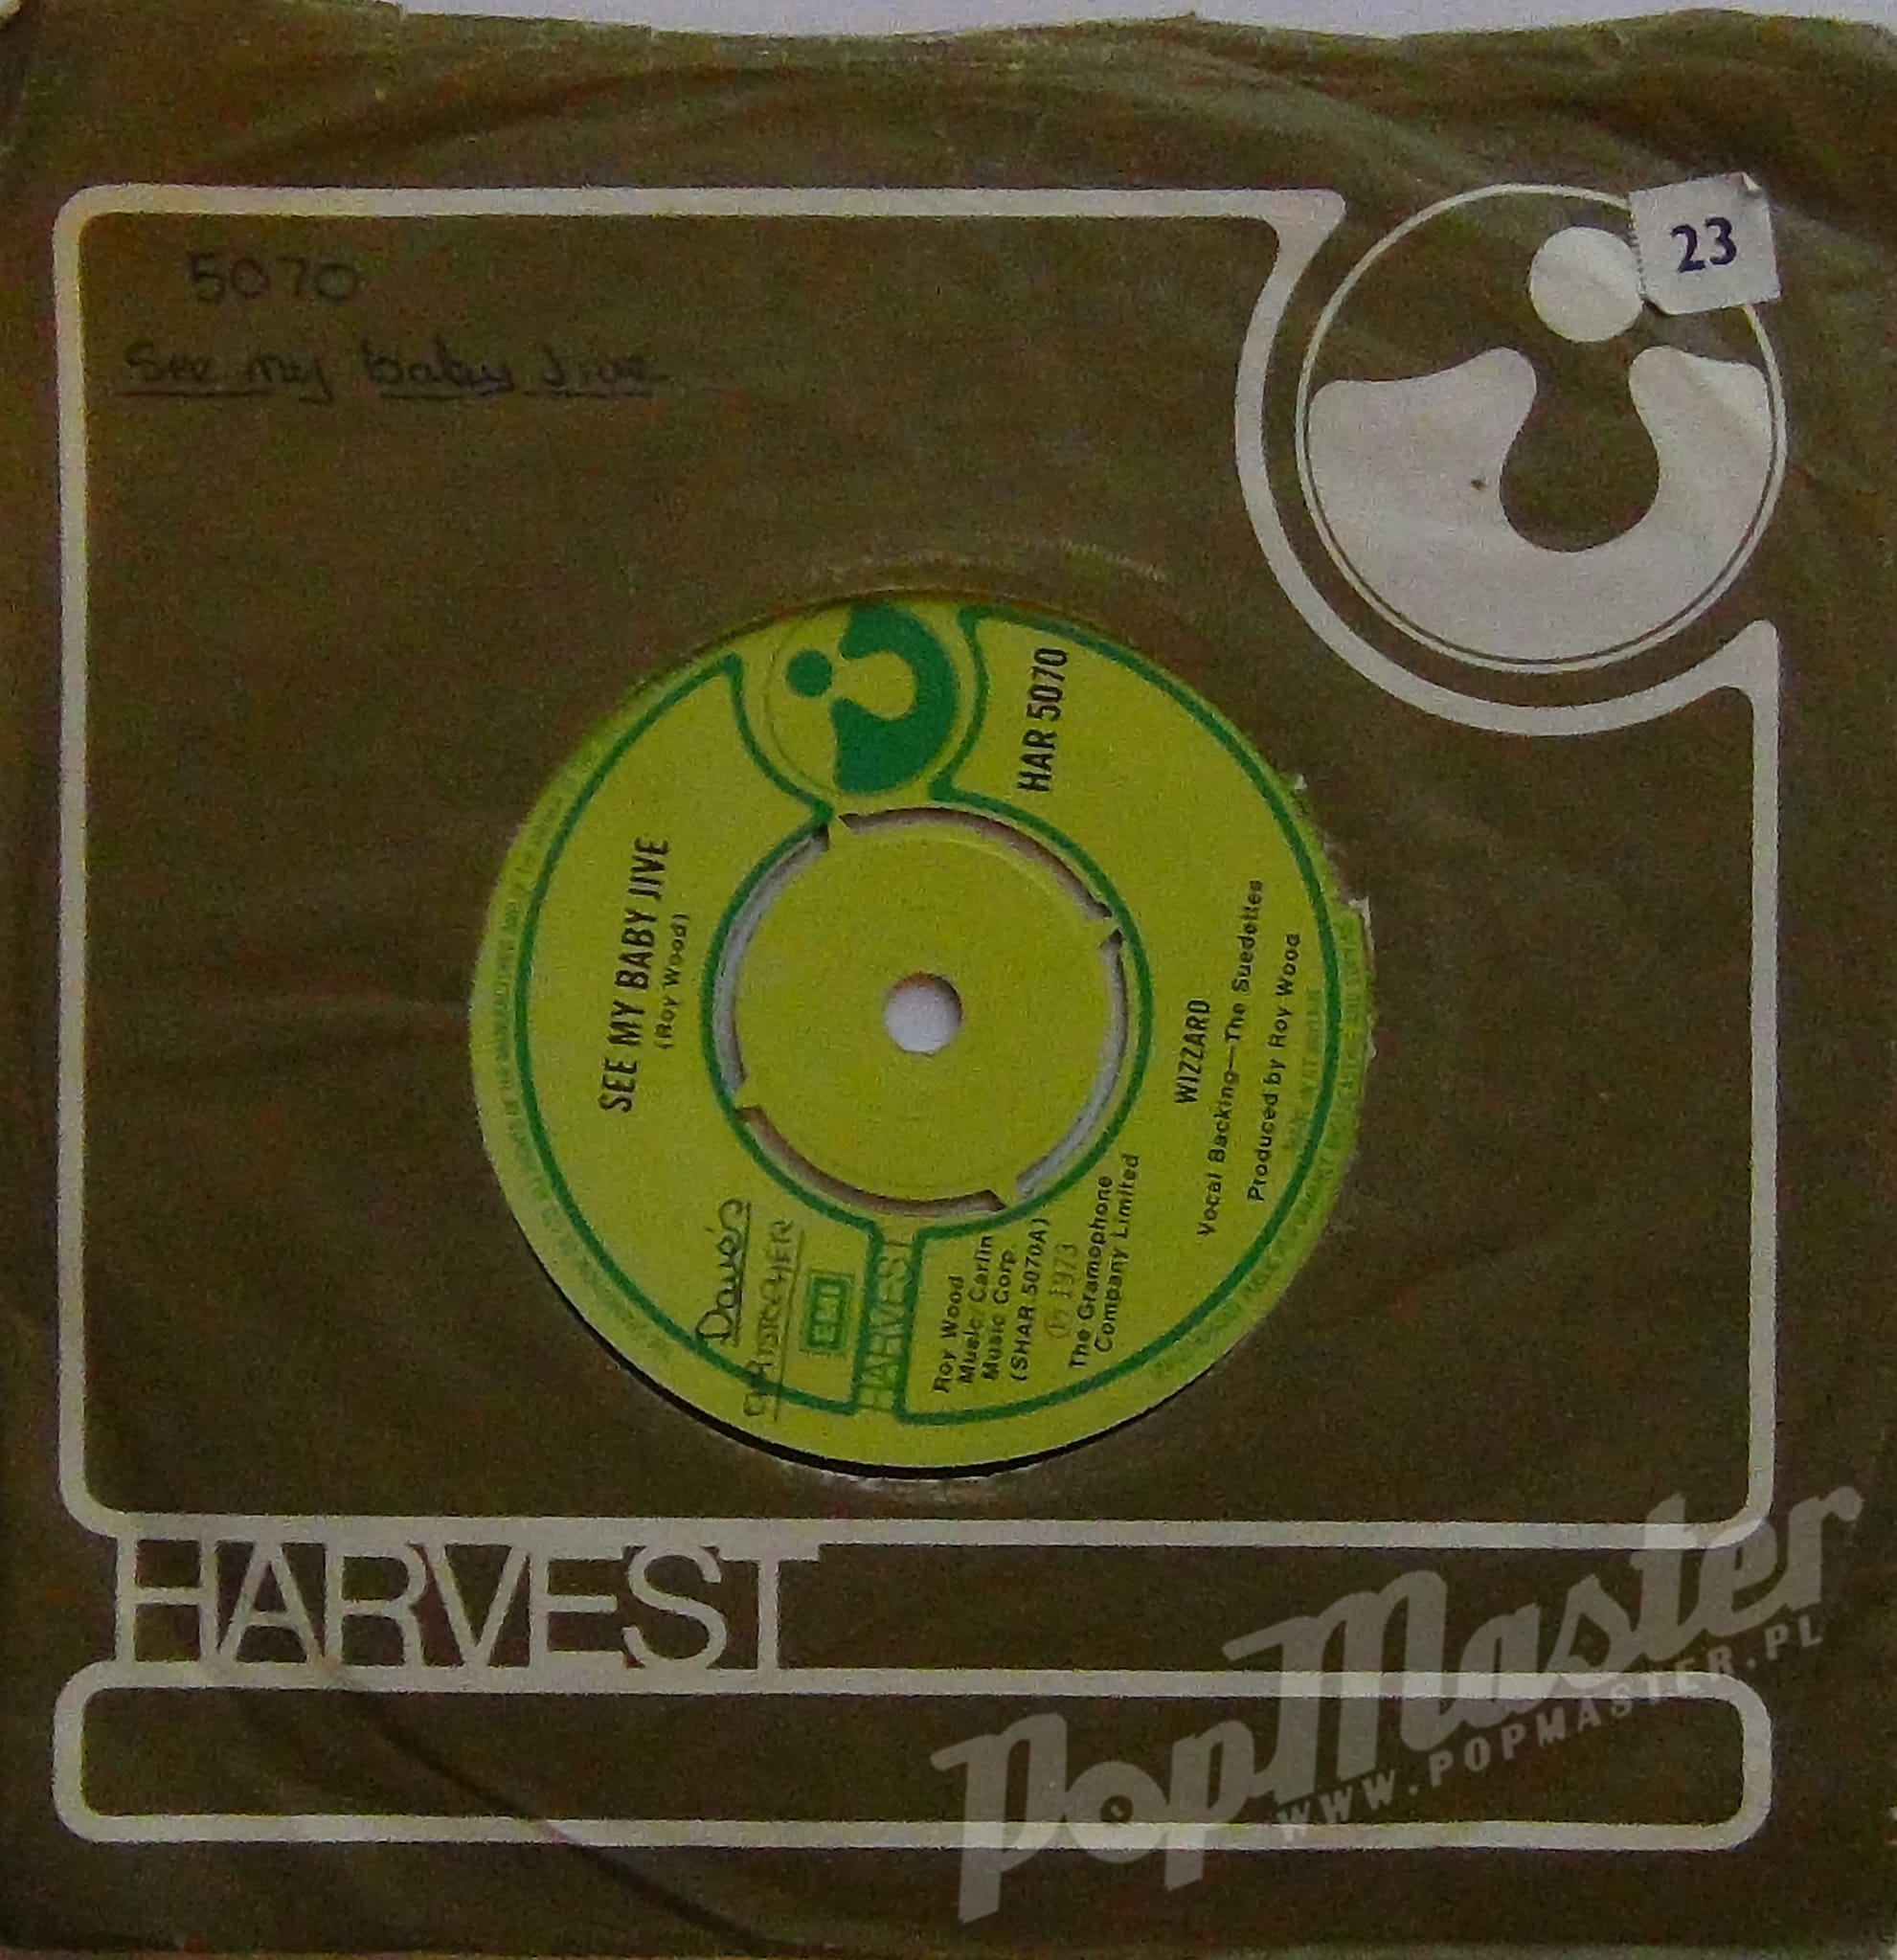 23
5070
See my baby Jive
HAR 5070
SEE MY BABY JIVE
(Roy Wood)
Dave's
EMI
HARVEST
Roy Wood
Music/Carlin
Music Corp.
(SHAR 5070A)
℗ 1973
The Gramophone
Company Limited
WIZZARD
Vocal Backing—The Suedettes
Produced by Roy Wood
HARVEST
PopMaster
WWW.POPMASTER.PL